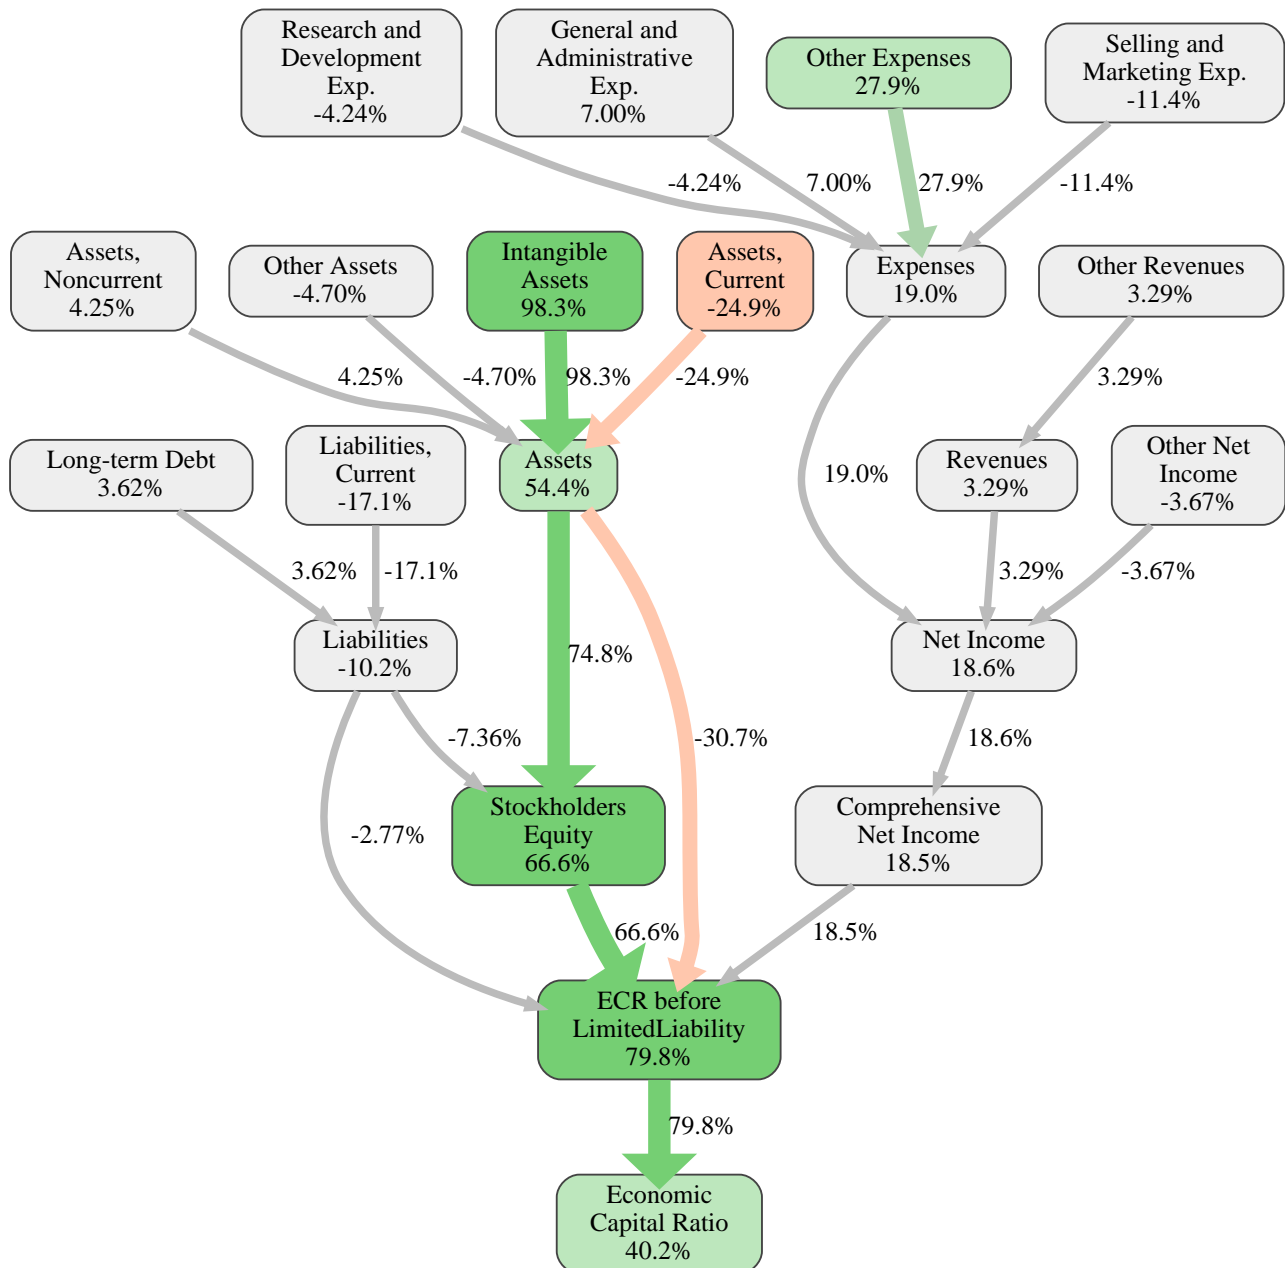 Research and
Development
Exp.
-4.24%
General and
Administrative
Exp.
7.00%
Other Expenses
27.9%
Selling and
Marketing Exp.
-11.4%
-4.24%
7.00%
27.9%
-11.4%
Assets,
Noncurrent
4.25%
Other Assets
-4.70%
Intangible
Assets
98.3%
Assets,
Current
-24.9%
Expenses
19.0%
Other Revenues
3.29%
4.25%
-4.70%
98.3%
-24.9%
3.29%
Long-term Debt
3.62%
Liabilities,
Current
-17.1%
Assets
54.4%
19.0%
Revenues
3.29%
Other Net
Income
-3.67%
3.62%
-17.1%
3.29%
-3.67%
Liabilities
-10.2%
74.8%
Net Income
18.6%
-7.36%
-30.7%
18.6%
-2.77%
Stockholders
Equity
66.6%
Comprehensive
Net Income
18.5%
66.6%
18.5%
ECR before
LimitedLiability
79.8%
79.8%
Economic
Capital Ratio
40.2%